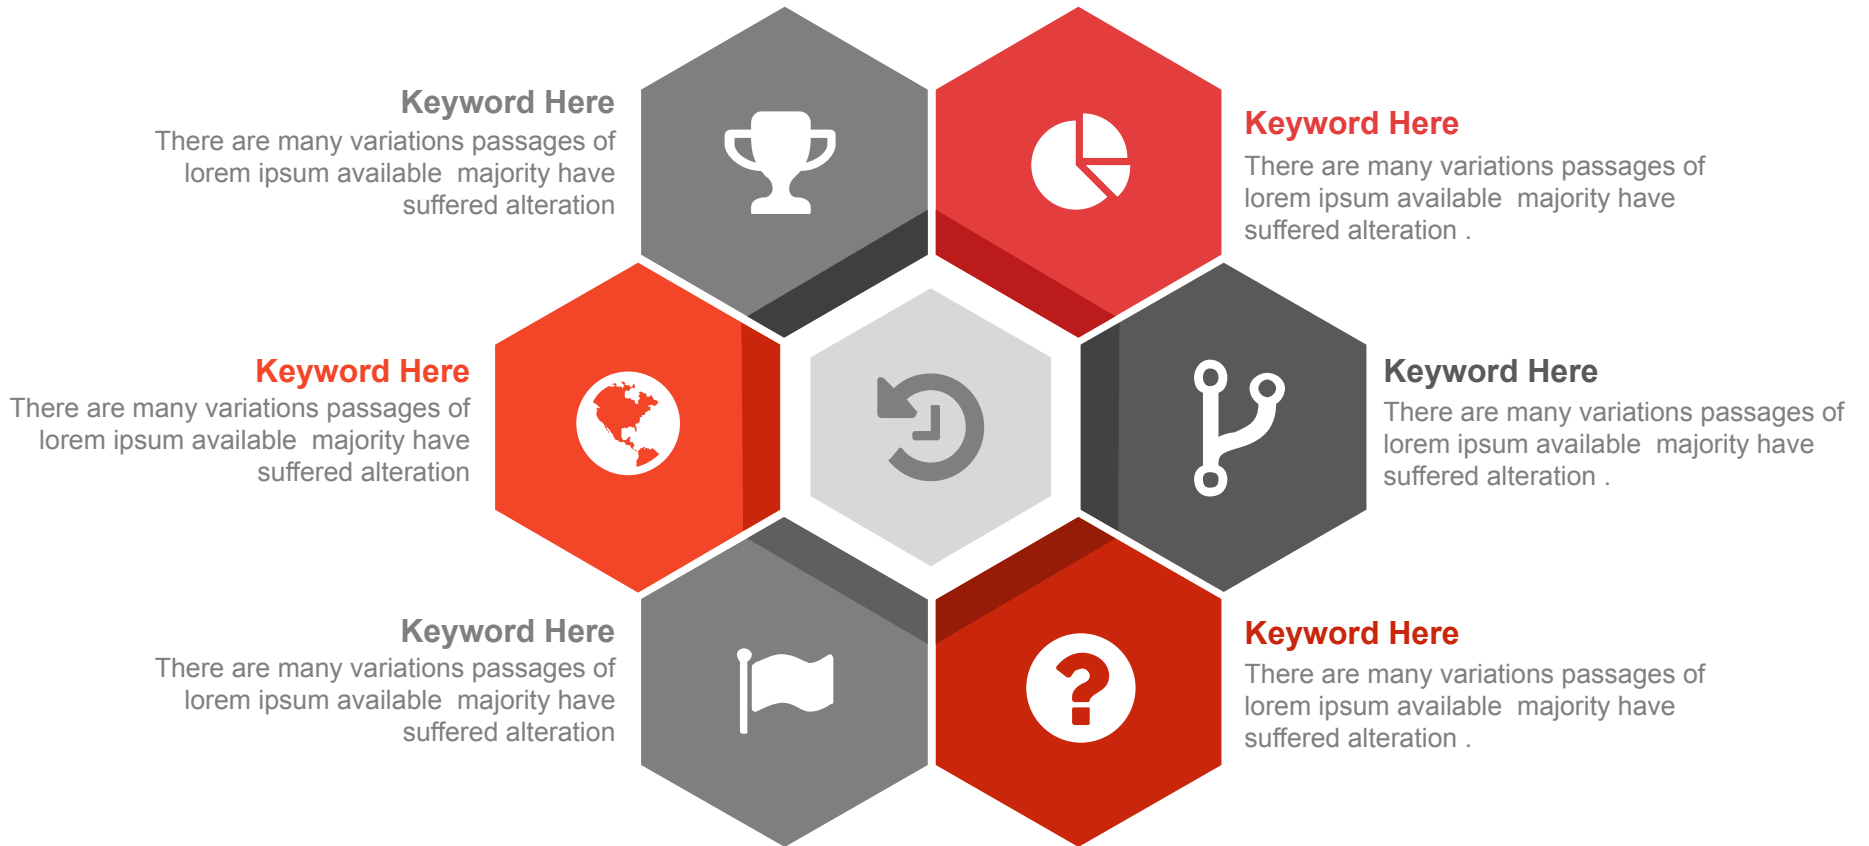 Keyword Here
There are many variations passages of
lorem ipsum available  majority have
suffered alteration
Keyword Here
There are many variations passages of
lorem ipsum available  majority have
suffered alteration .
Keyword Here
There are many variations passages of
lorem ipsum available  majority have
suffered alteration
Keyword Here
There are many variations passages of
lorem ipsum available  majority have
suffered alteration .
Keyword Here
There are many variations passages of
lorem ipsum available  majority have
suffered alteration
Keyword Here
There are many variations passages of
lorem ipsum available  majority have
suffered alteration .